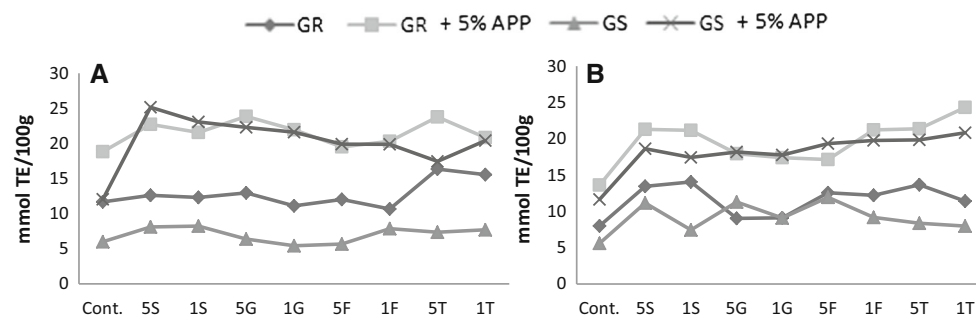 GR GR + 5% APP GS GS + 5% APP
A
mmol TE/100g
30
25
20
15
10
5
0
Cont. 5S 1S 5G 1G 5F 1F 5T 1T
B
mmol TE/100g
30
25
20
15
10
5
0
Cont. 5S 1S 5G 1G 5F 1F 5T 1T